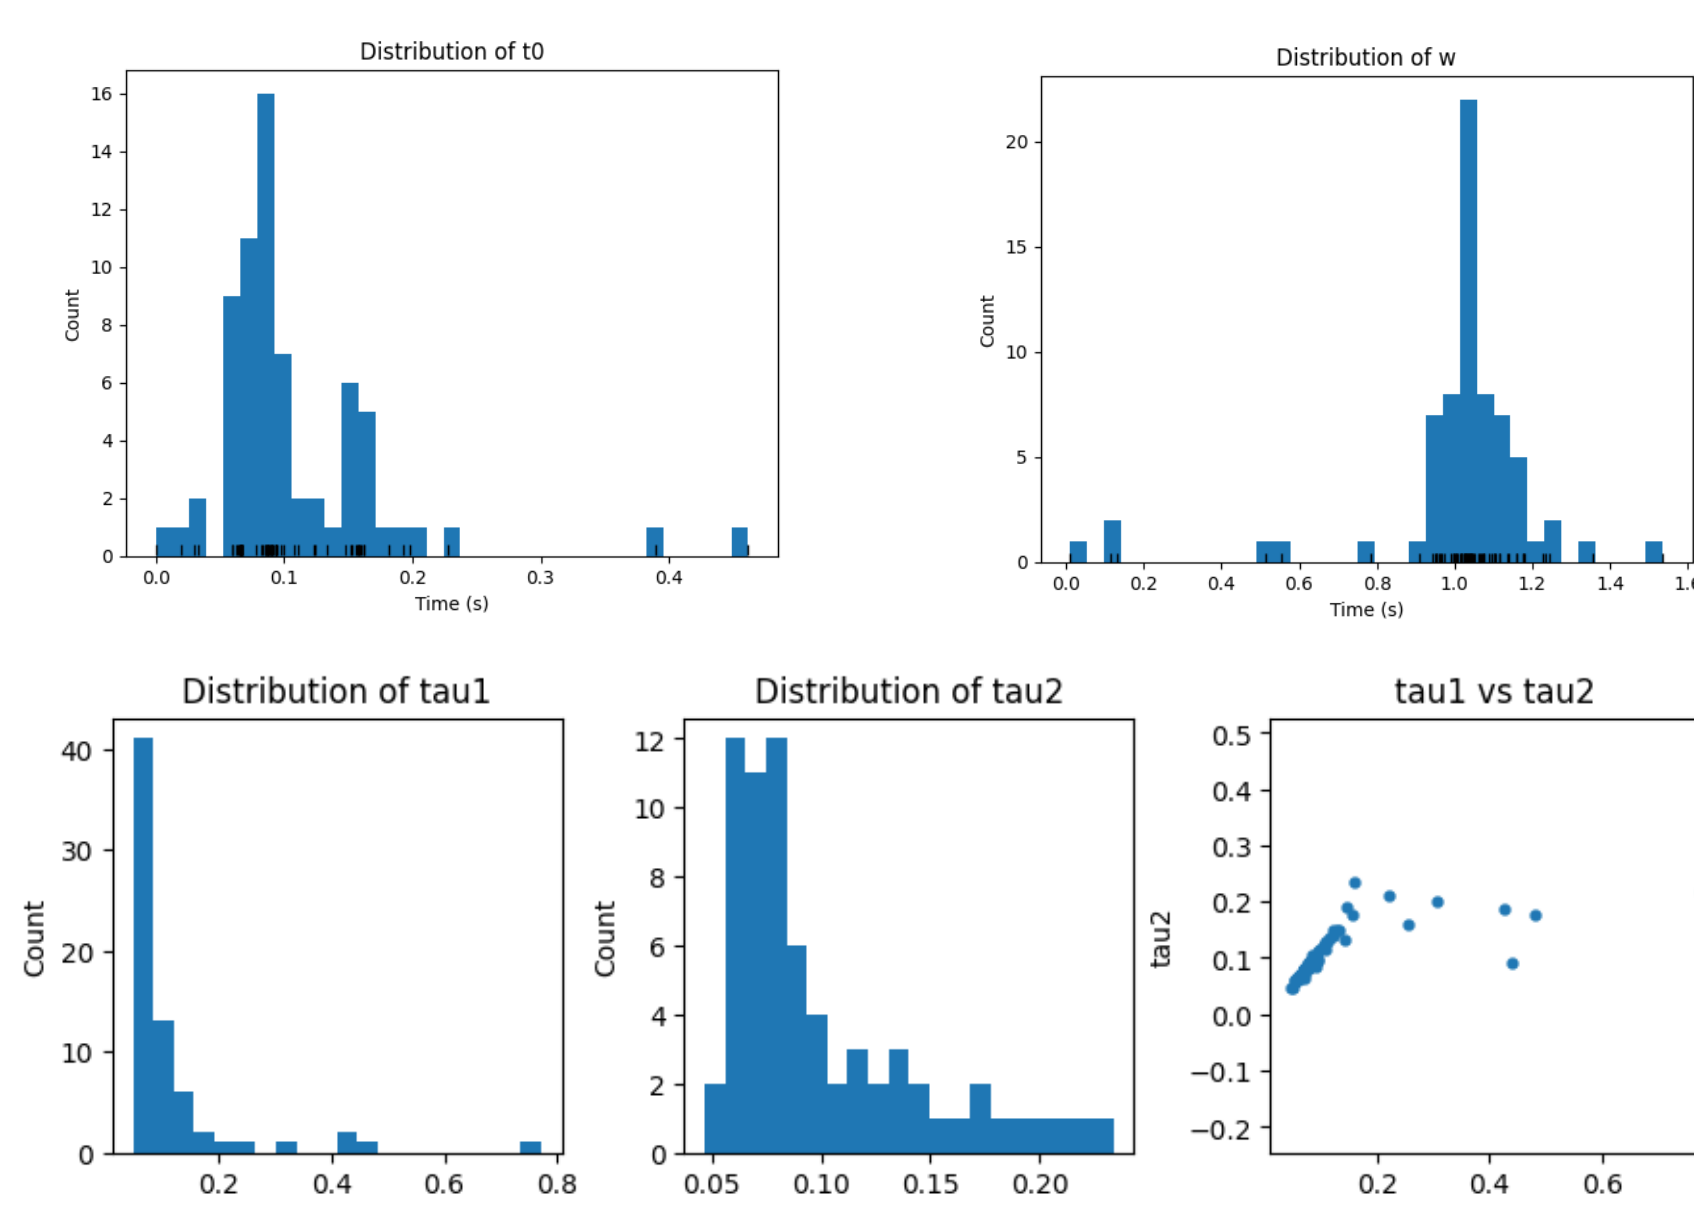 Distribution of t0
16
14
12
10
8
6
4
2
0
Count
0.0 0.1 0.2 0.3 0.4
Time (s)
Distribution of w
20
15
10
5
0
Count
0.0 0.2 0.4 0.6 0.8 1.0 1.2 1.4 1.6
Time (s)
Distribution of tau1
40
30
20
10
0
Count
0.2 0.4 0.6 0.8
Distribution of tau2
12
10
8
6
4
2
0
Count
0.05 0.10 0.15 0.20
tau1 vs tau2
0.5
0.4
0.3
0.2
0.1
0.0
−0.1
−0.2
tau2
0.2 0.4 0.6